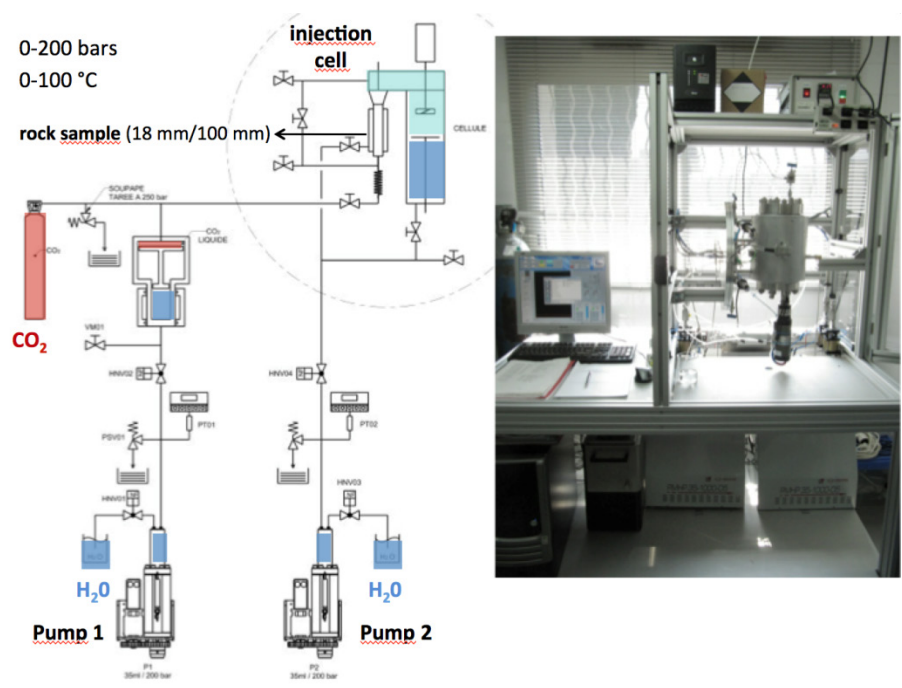 0-200 bars
0-100 °C
injection
cell
rock sample (18 mm/100 mm)
CELLULE
SOUPAPE
TAREE A 250 bar
CO₂
CO₂
LIQUIDE
CO₂
VM01
HNV02
HNV04
PT01
PT02
PSV01
HNV01
HNV03
H₂O
H₂O
H₂0
H₂0
Pump 1
Pump 2
P1
35ml / 200 bar
P2
35ml / 200 bar